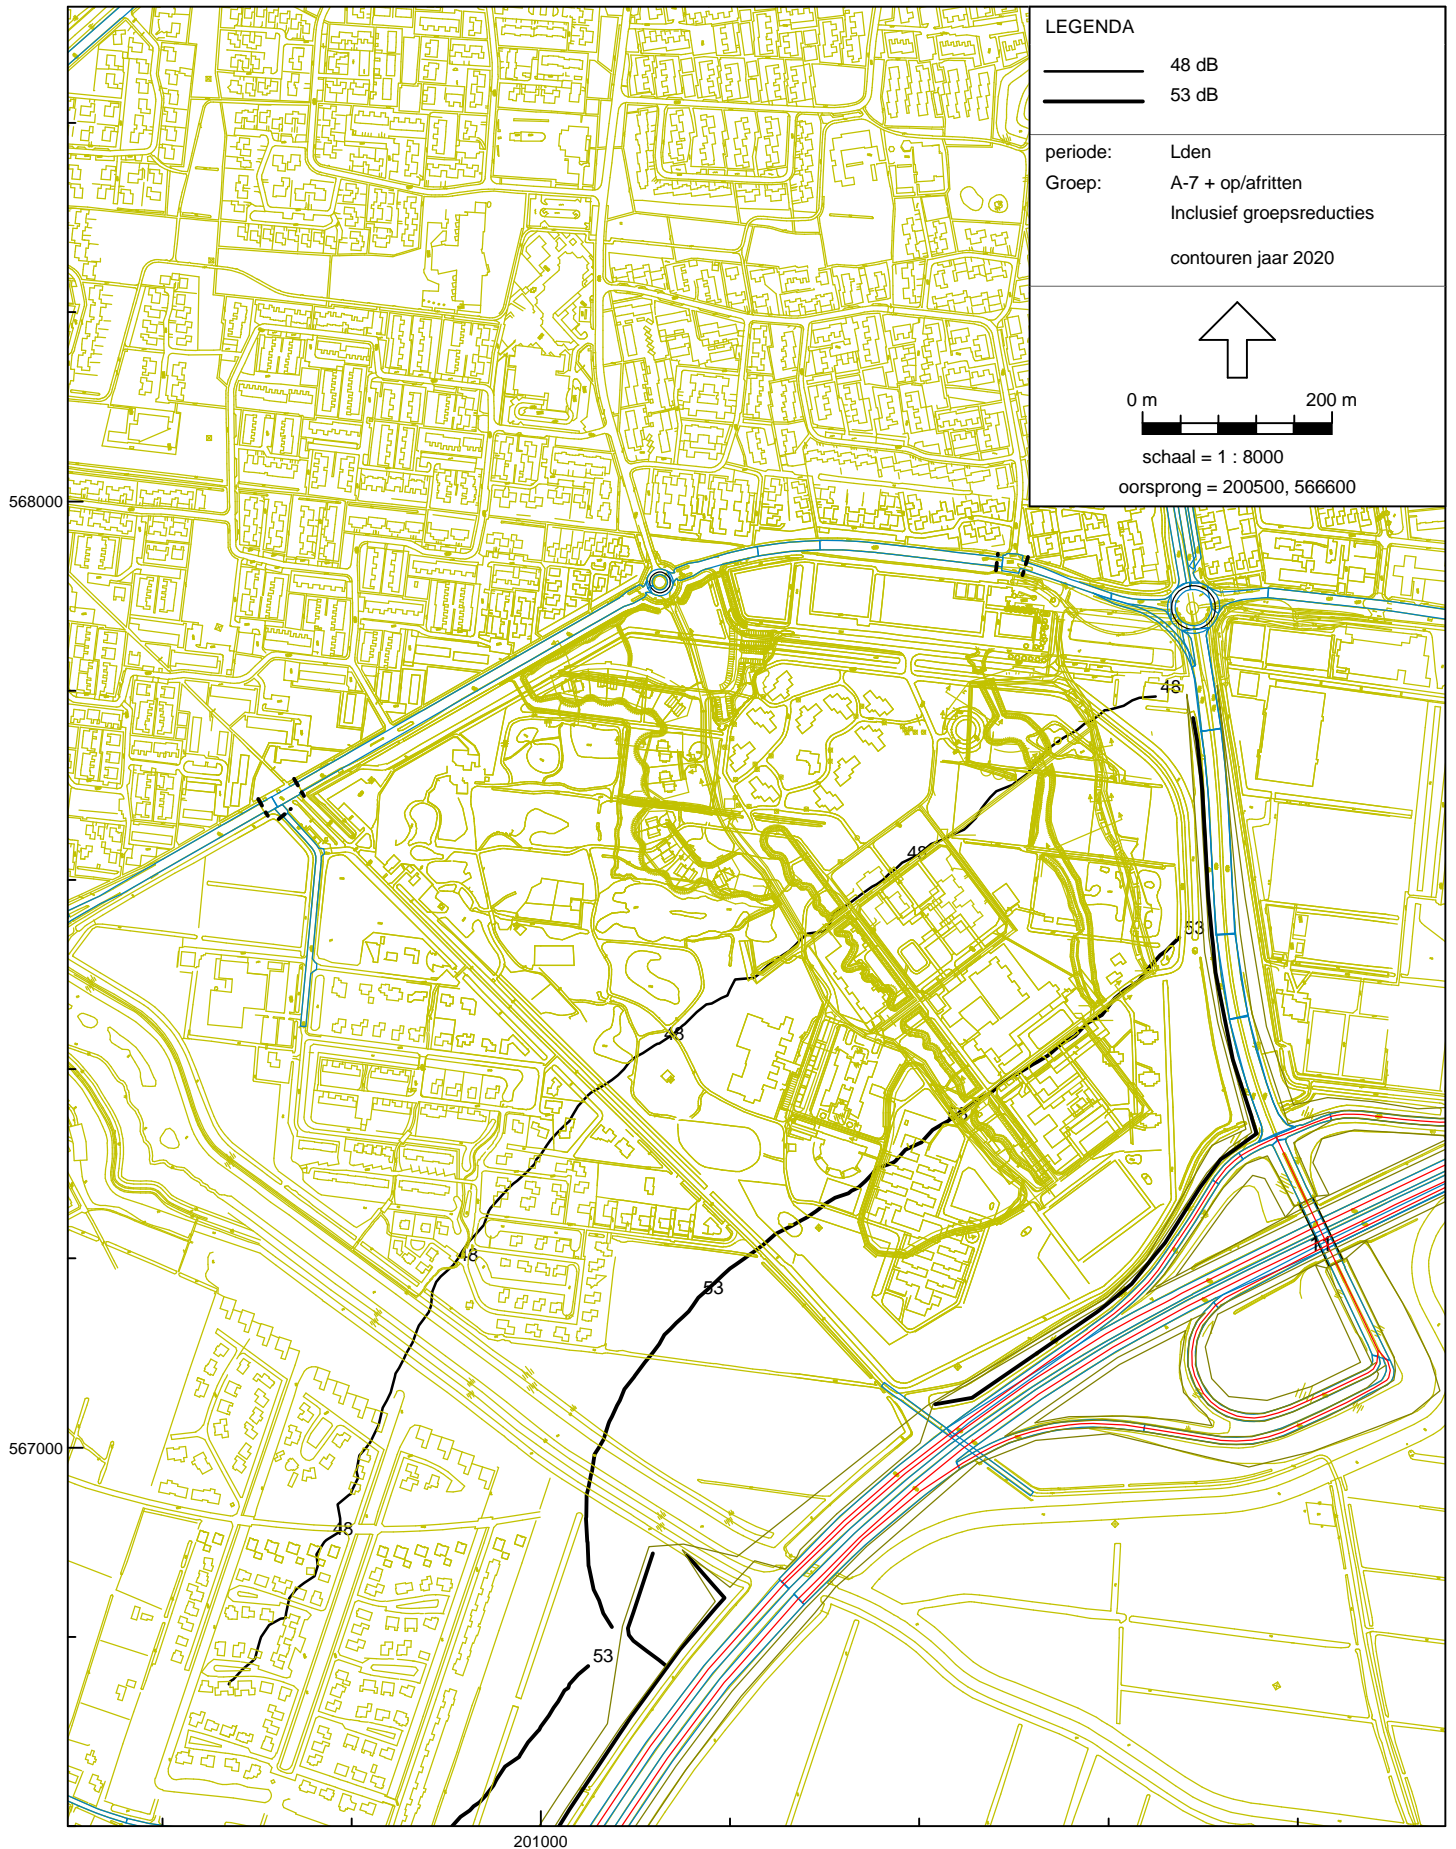 LEGENDA
48 dB
53 dB
periode: Lden
Groep: A-7 + op/afritten
Inclusief groepsreducties
contouren jaar 2020
0 m 200 m
schaal = 1 : 8000
oorsprong = 200500, 566600
568000
48
48
53
48
48
53
567000
48
53
201000